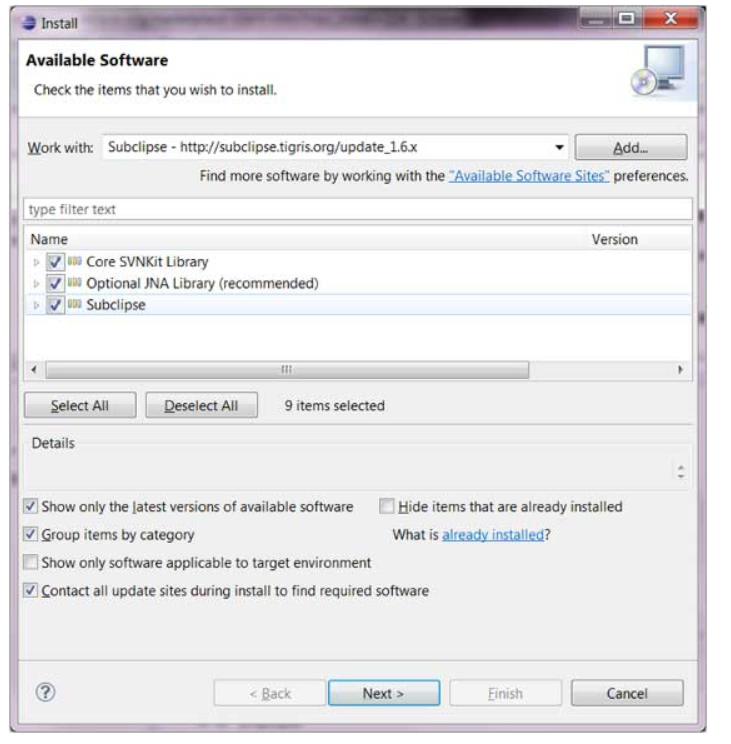 Install
Available Software
Check the items that you wish to install.
Work with: Subclipse - http://subclipse.tigris.org/update_1.6.x Add...
Find more software by working with the "Available Software Sites" preferences.
type filter text
Name Version
Core SVNKit Library
Optional JNA Library (recommended)
Subclipse
Select All Deselect All 9 items selected
Details
Show only the latest versions of available software Hide items that are already installed
Group items by category What is already installed?
Show only software applicable to target environment
Contact all update sites during install to find required software
? < Back Next > Finish Cancel